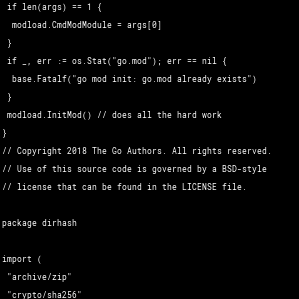 if len(args) == 1 {
modload.CmdModModule = args[0]
}
if _, err := os.Stat("go.mod"); err == nil {
base.Fatalf("go mod init: go.mod already exists")
}
modload.InitMod() // does all the hard work
}
// Copyright 2018 The Go Authors. All rights reserved.
// Use of this source code is governed by a BSD-style
// license that can be found in the LICENSE file.

package dirhash

import (
"archive/zip"
"crypto/sha256"